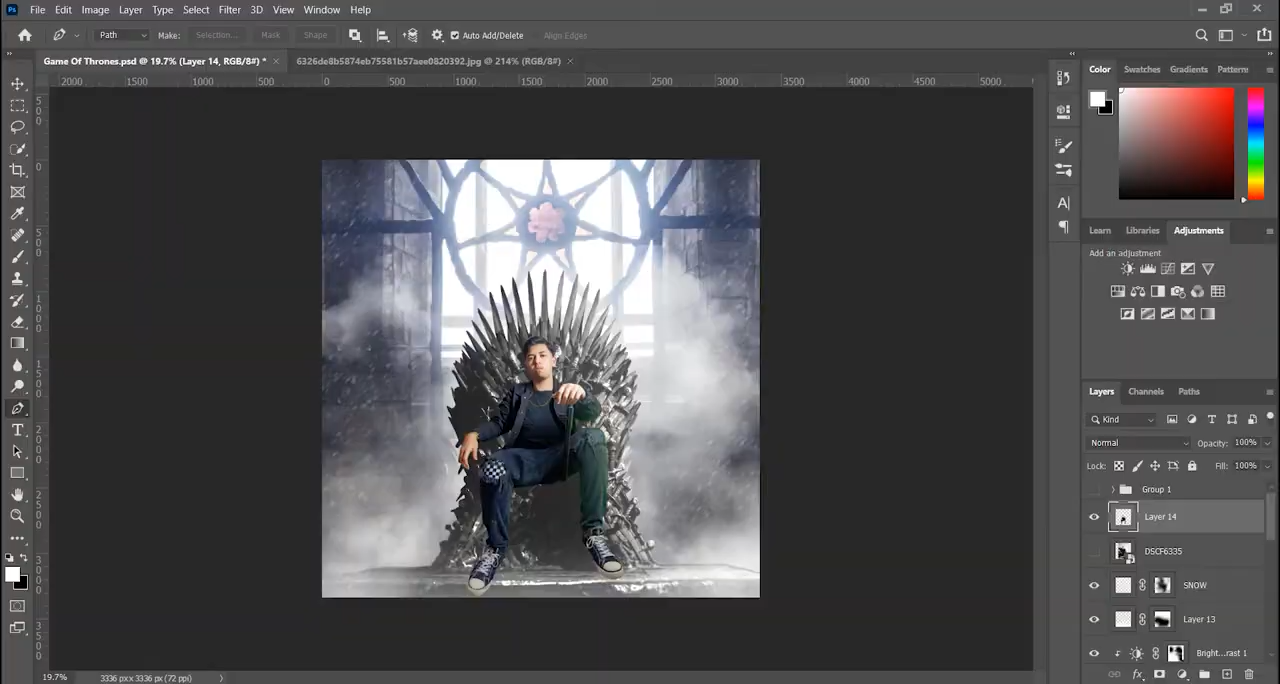 Ps File Edit Image Layer Type Select Filter 3D View Window Help
Path Make: Selection... Mask Shape Auto Add/Delete Align Edges
Game Of Thrones.psd @ 19.7% (Layer 14, RGB/8#) * × 6326de8b5874eb75581b57aee0820392.jpg @ 214% (RGB/8#) ×
2000 1500 1000 500 0 500 1000 1500 2000 2500 3000 3500 4000 4500 5000
Color Swatches Gradients Patterns
Learn Libraries Adjustments
Add an adjustment
Layers Channels Paths
Kind
Normal Opacity: 100%
Lock: Fill: 100%
Group 1
Layer 14
DSCF6335
SNOW
Layer 13
Bright...rast 1
19.7% 3336 px x 3336 px (72 ppi)